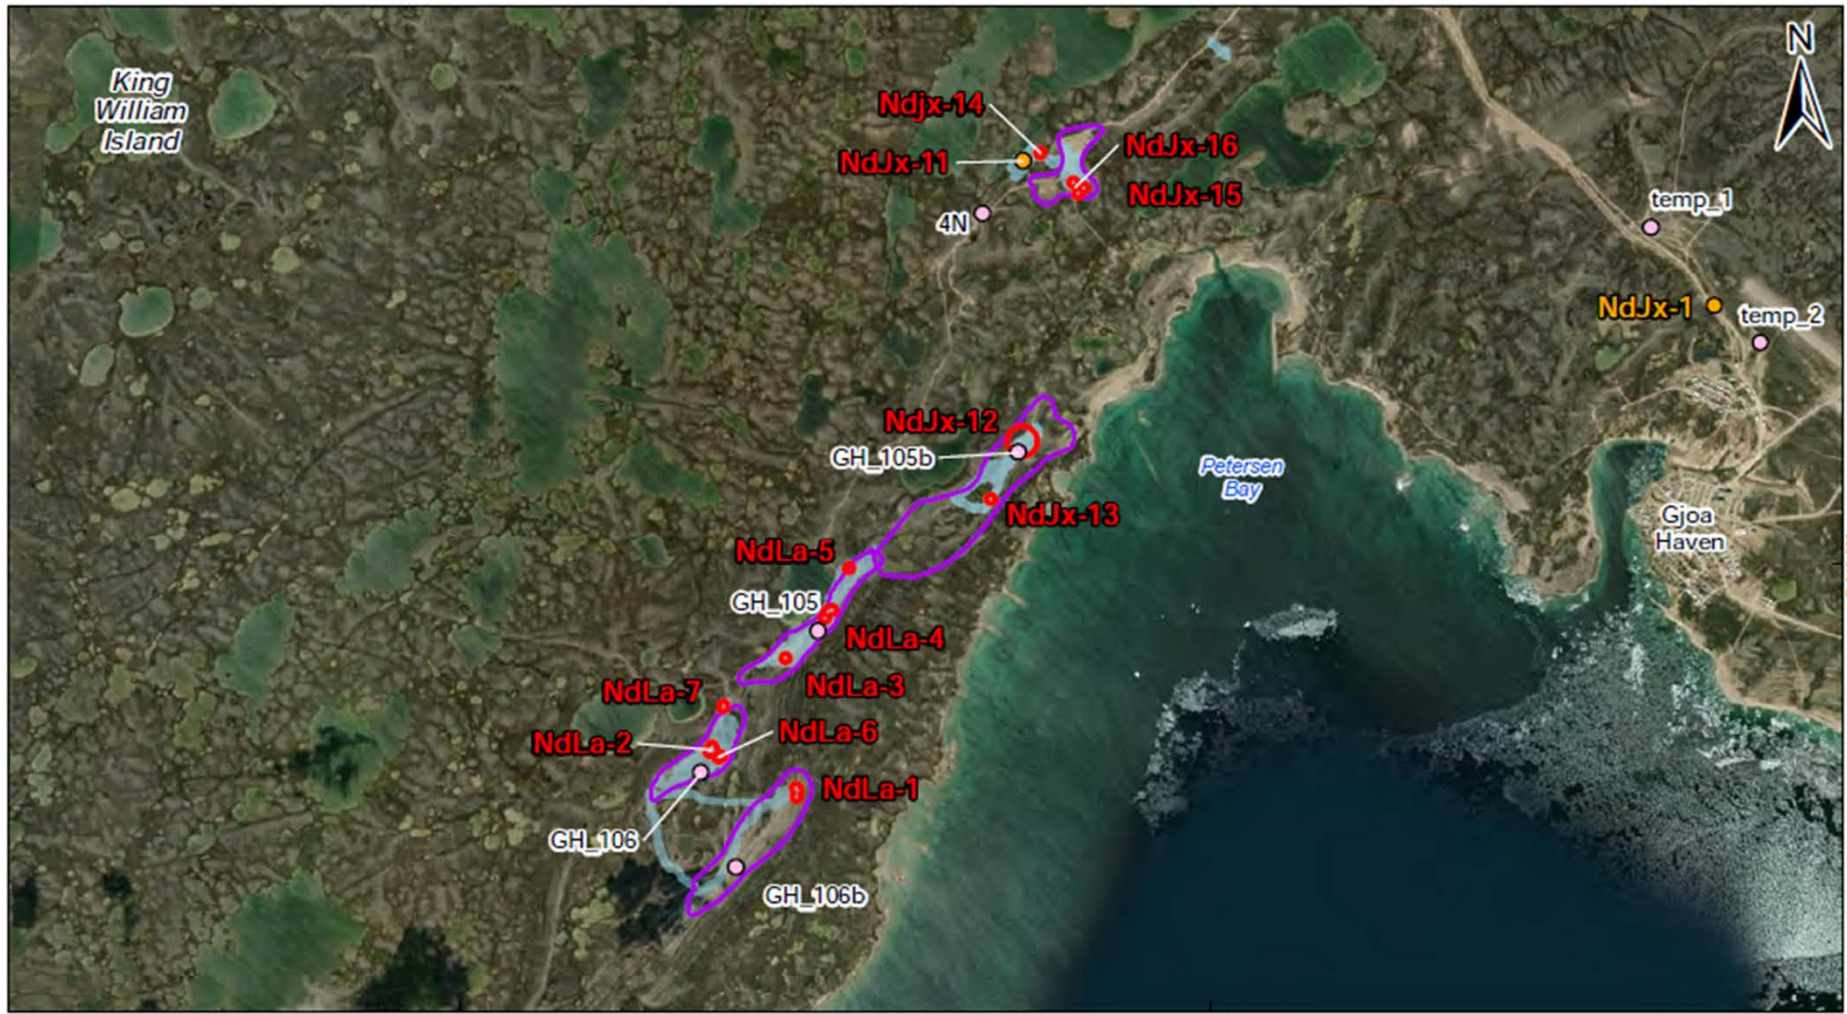 N
King
William
Island
Ndjx-14
NdJx-11
NdJx-16
NdJx-15
4N
temp_1
NdJx-1
temp_2
NdJx-12
GH_105b
Petersen
Bay
NdJx-13
Gjoa
Haven
NdLa-5
GH_105
NdLa-4
NdLa-3
NdLa-7
NdLa-2
NdLa-6
NdLa-1
GH_106
GH_106b